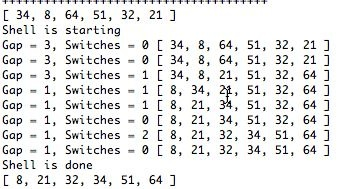 ++++++++++++++++++++++++++++++++++++++
[ 34, 8, 64, 51, 32, 21 ]
Shell is starting
Gap = 3, Switches = 0 [ 34, 8, 64, 51, 32, 21 ]
Gap = 3, Switches = 0 [ 34, 8, 64, 51, 32, 21 ]
Gap = 3, Switches = 1 [ 34, 8, 21, 51, 32, 64 ]
Gap = 1, Switches = 1 [ 8, 34, 21, 51, 32, 64 ]
Gap = 1, Switches = 1 [ 8, 21, 34, 51, 32, 64 ]
Gap = 1, Switches = 0 [ 8, 21, 34, 51, 32, 64 ]
Gap = 1, Switches = 2 [ 8, 21, 32, 34, 51, 64 ]
Gap = 1, Switches = 0 [ 8, 21, 32, 34, 51, 64 ]
Shell is done
[ 8, 21, 32, 34, 51, 64 ]